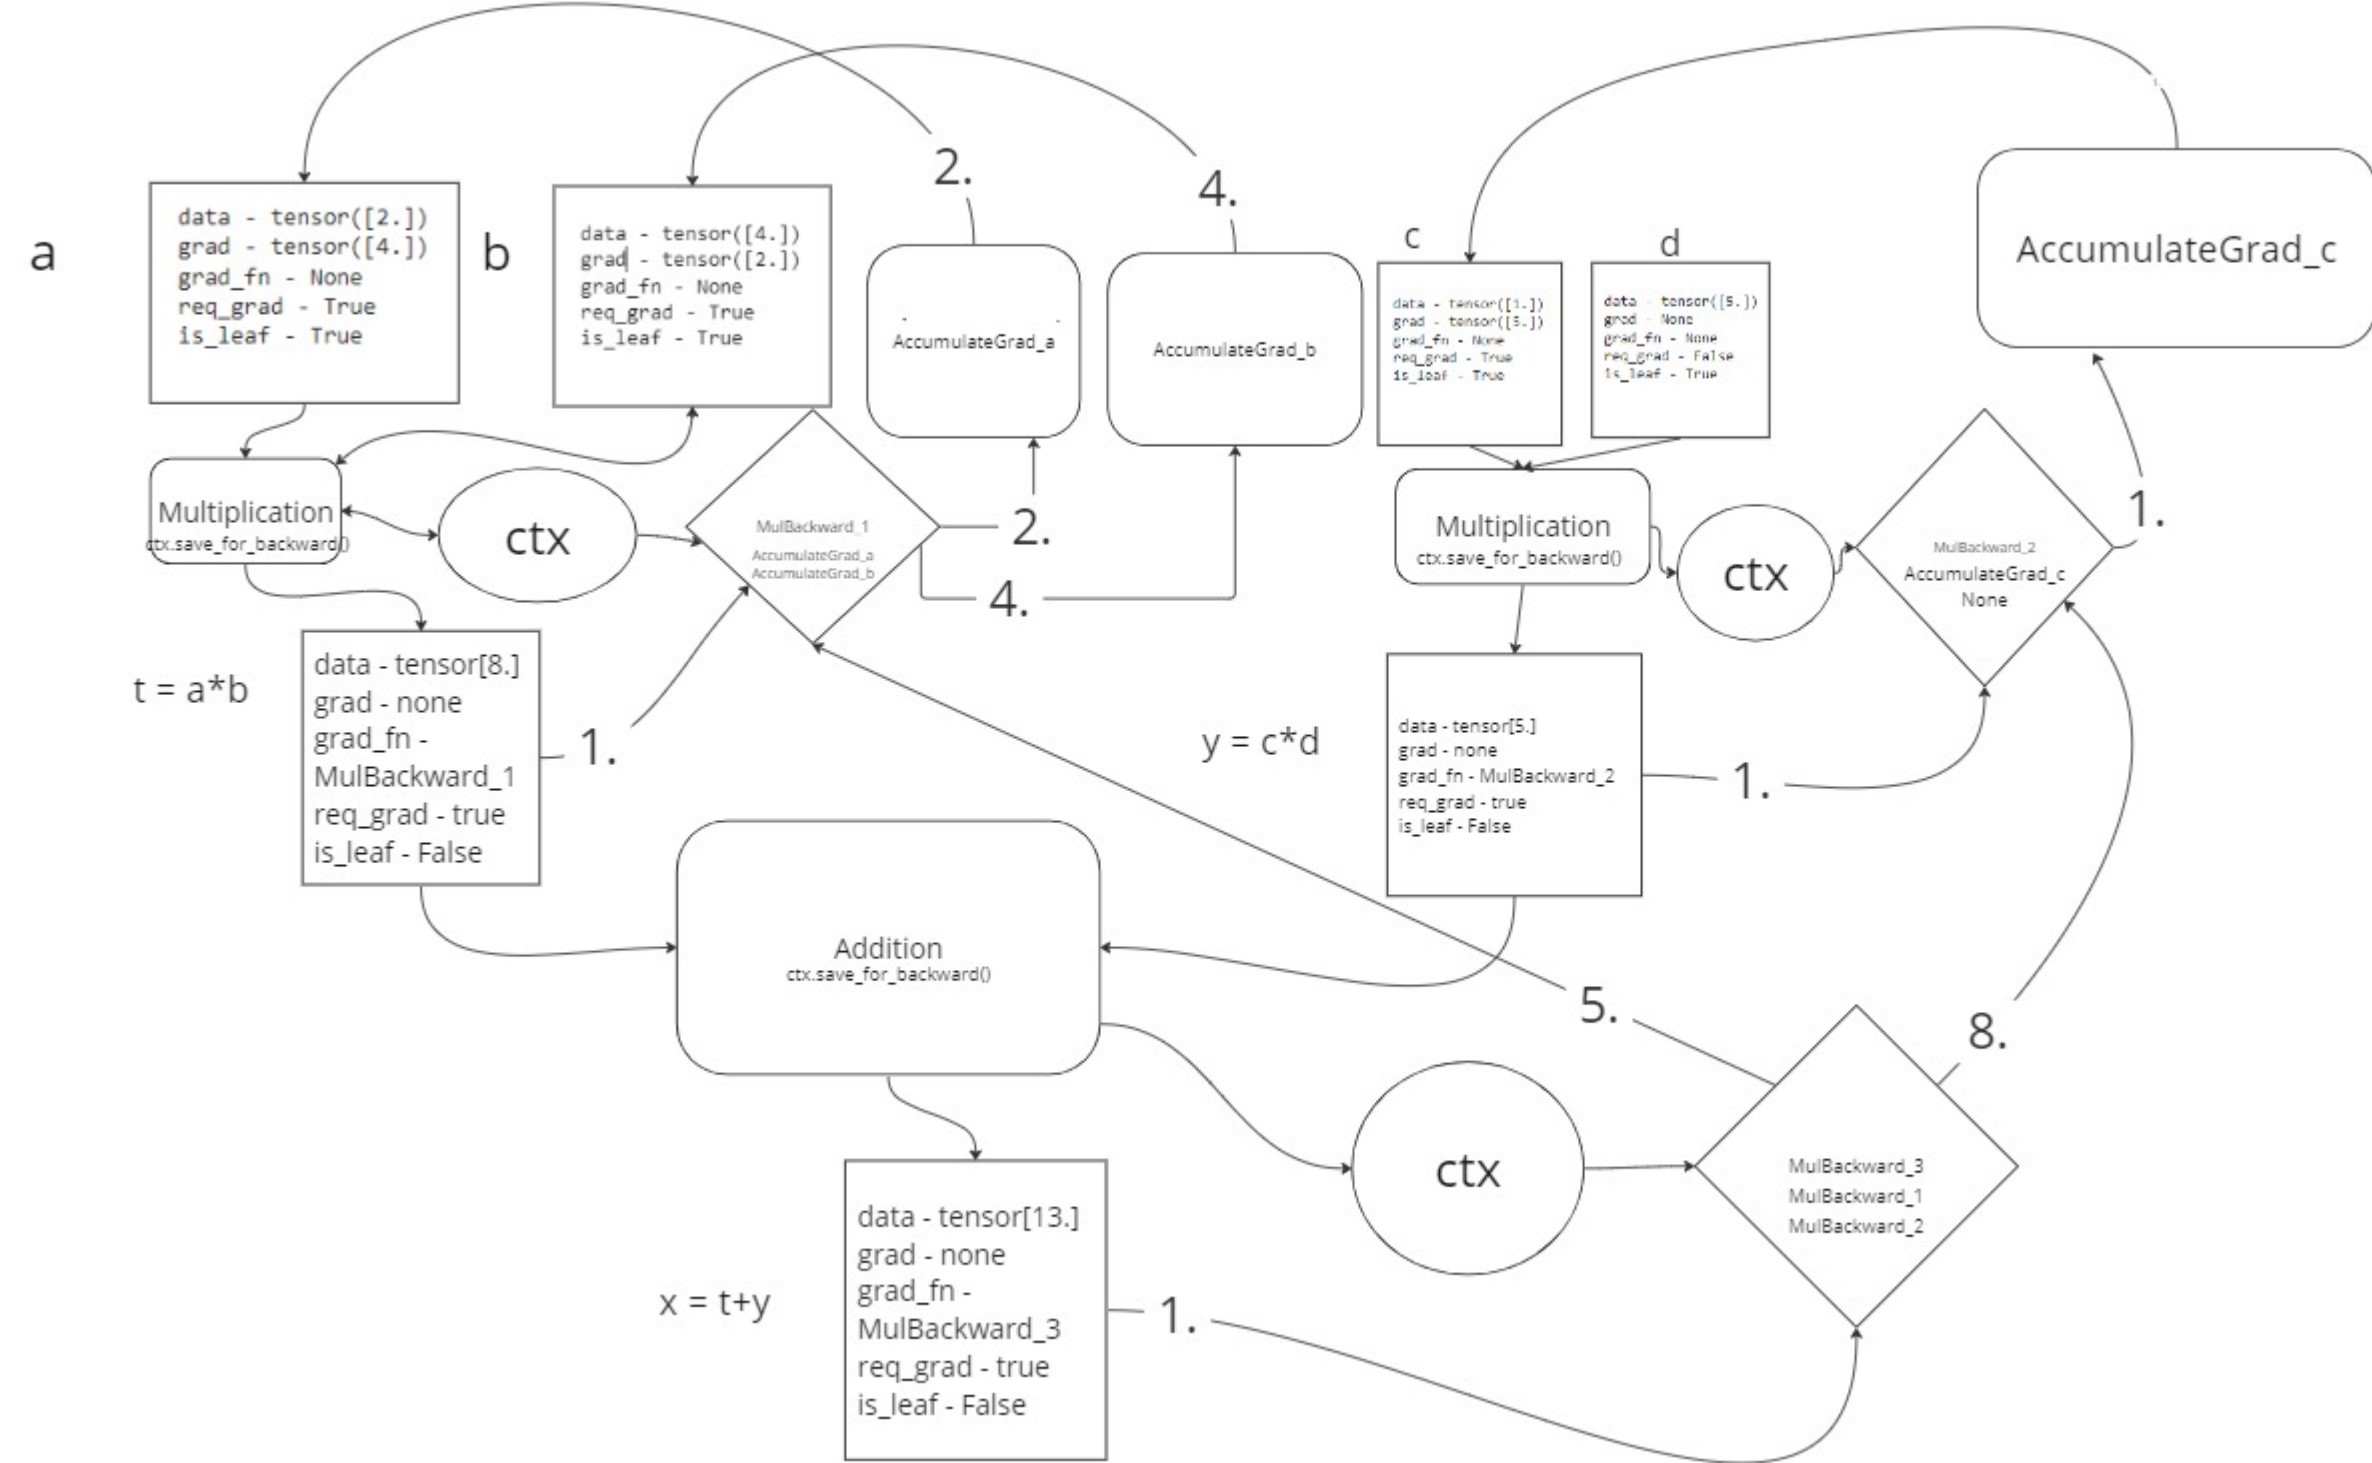 2.
4.
a
data - tensor([2.])
grad - tensor([4.])
grad_fn - None
req_grad - True
is_leaf - True
b
data - tensor([4.])
grad - tensor([2.])
grad_fn - None
req_grad - True
is_leaf - True
AccumulateGrad_a
AccumulateGrad_b
c
data - tensor([1.])
grad - tensor([5.])
grad_fn - None
req_grad - True
is_leaf - True
d
data - tensor([5.])
grad - None
grad_fn - None
req_grad - False
is_leaf - True
AccumulateGrad_c
Multiplication
ctx.save_for_backward()
ctx
MulBackward_1
AccumulateGrad_a
AccumulateGrad_b
2.
4.
Multiplication
ctx.save_for_backward()
ctx
MulBackward_2
AccumulateGrad_c
None
1.
t = a*b
data - tensor[8.]
grad - none
grad_fn -
MulBackward_1
req_grad - true
is_leaf - False
1.
y = c*d
data - tensor[5.]
grad - none
grad_fn - MulBackward_2
req_grad - true
is_leaf - False
1.
Addition
ctx.save_for_backward()
5.
8.
ctx
MulBackward_3
MulBackward_1
MulBackward_2
x = t+y
data - tensor[13.]
grad - none
grad_fn -
MulBackward_3
req_grad - true
is_leaf - False
1.